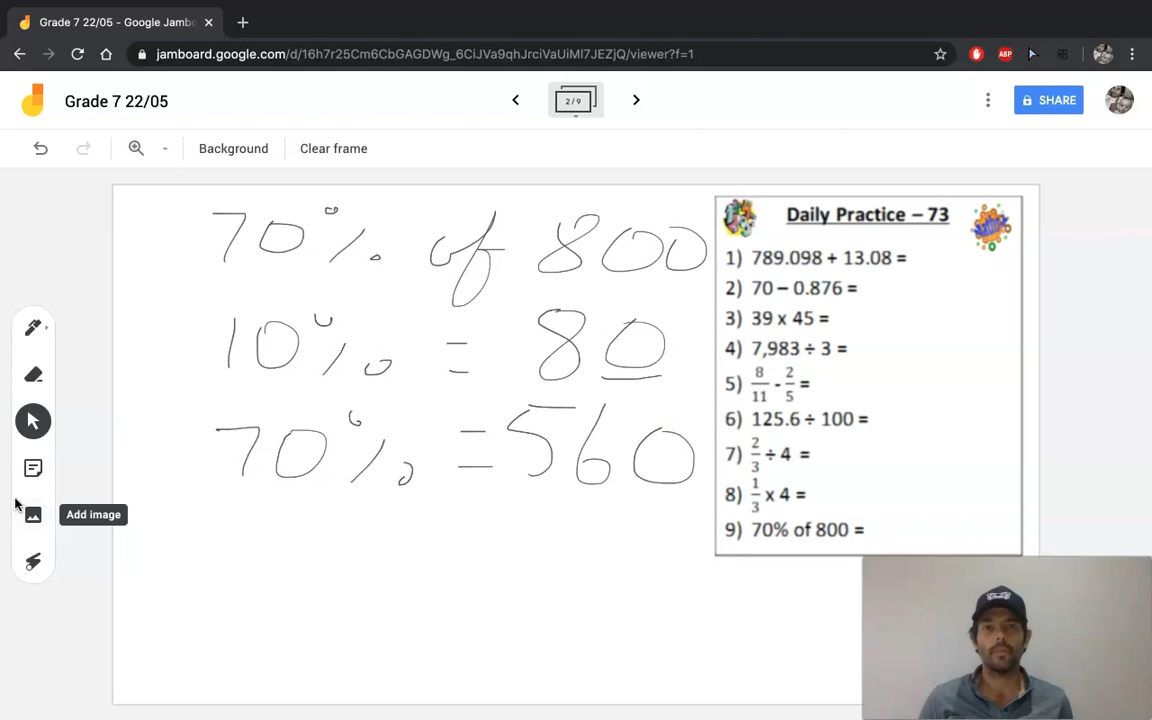 Grade 7 22/05 - Google Jambo
jamboard.google.com/d/16h7r25Cm6CbGAGDWg_6CiJVa9qhJrciVaUiMl7JEZjQ/viewer?f=1
ABP
Grade 7 22/05
2/9
SHARE
Background
Clear frame
70% of 800
10% = 80
70% = 560
Daily Practice – 73
1) 789.098 + 13.08 =
2) 70 – 0.876 =
3) 39 x 45 =
4) 7,983 ÷ 3 =
5) 8/11 - 2/5 =
6) 125.6 ÷ 100 =
7) 2/3 ÷ 4 =
8) 1/3 x 4 =
9) 70% of 800 =
Add image